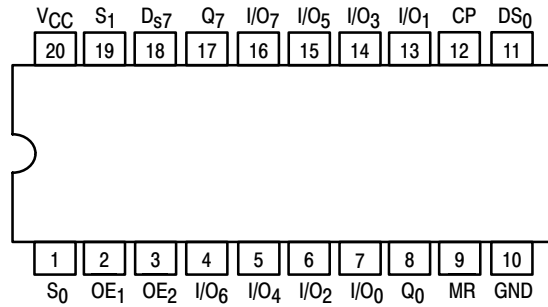 VCC S1 Ds7 Q7 I/O7 I/O5 I/O3 I/O1 CP DS0
20 19 18 17 16 15 14 13 12 11
1 2 3 4 5 6 7 8 9 10
S0 OE1 OE2 I/O6 I/O4 I/O2 I/O0 Q0 MR GND